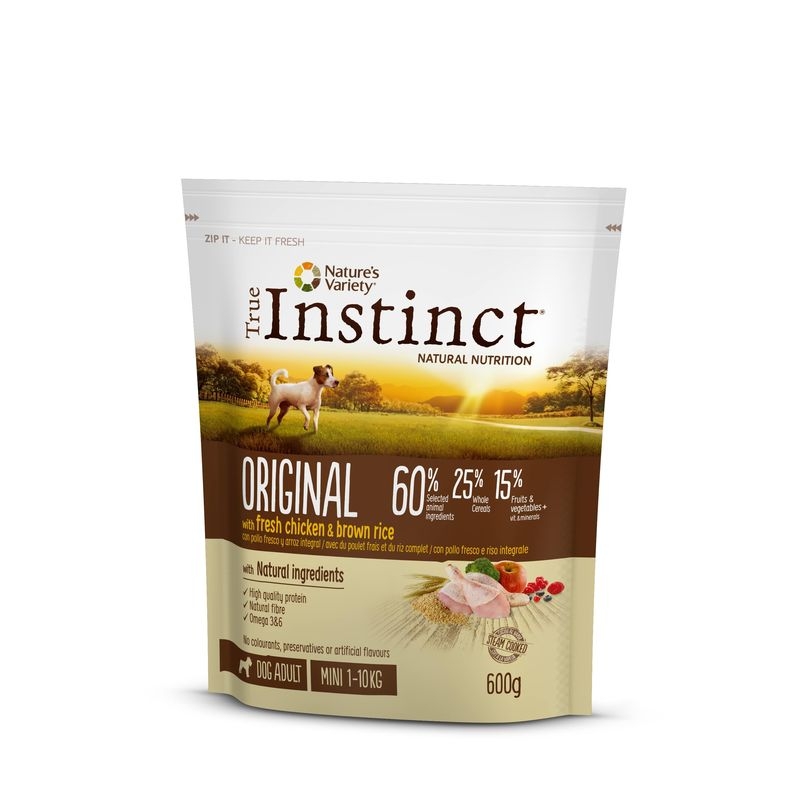 ZIP IT - KEEP IT FRESH
Nature's
Variety®
True
Instinct®
NATURAL NUTRITION
ORIGINAL
with fresh chicken & brown rice
con pollo fresco y arroz integral / avec du poulet frais et du riz complet / con pollo fresco e riso integrale
60%
Selected
animal
ingredients
25%
Whole
Cereals
15%
Fruits &
vegetables +
vit. & minerals
with Natural ingredients
✓ High quality protein
✓ Natural fibre
✓ Omega 3&6
No colourants, preservatives or artificial flavours
STEAM COOKED
DOG ADULT
MINI 1-10KG
600g